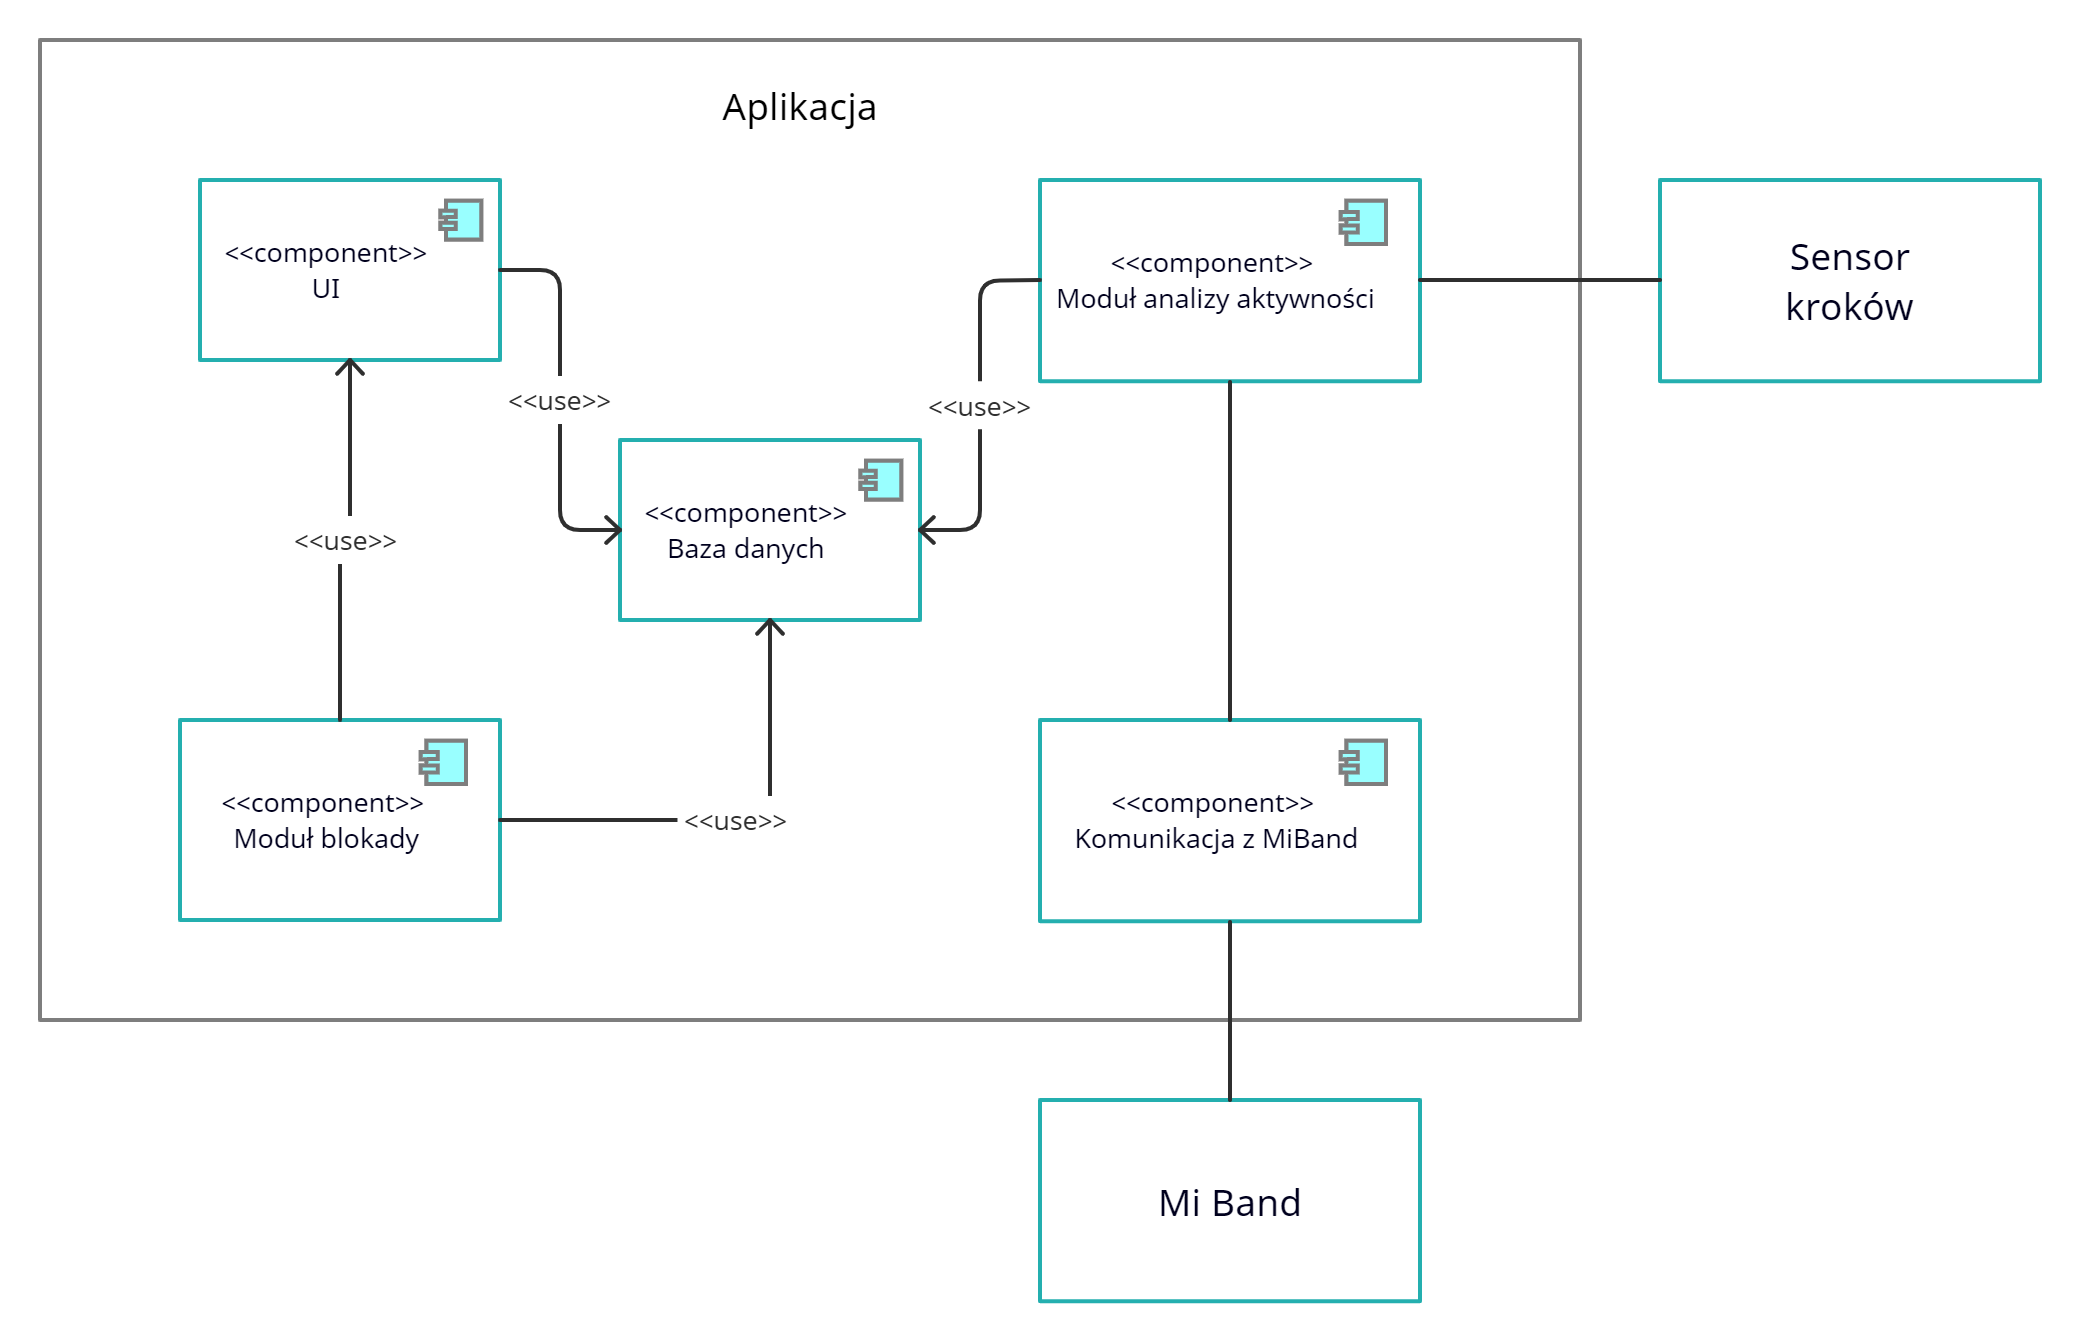 Aplikacja
<<component>>
UI
<<component>>
Moduł analizy aktywności
Sensor
kroków
<<use>>
<<use>>
<<component>>
Baza danych
<<use>>
<<component>>
Moduł blokady
<<use>>
<<component>>
Komunikacja z MiBand
Mi Band